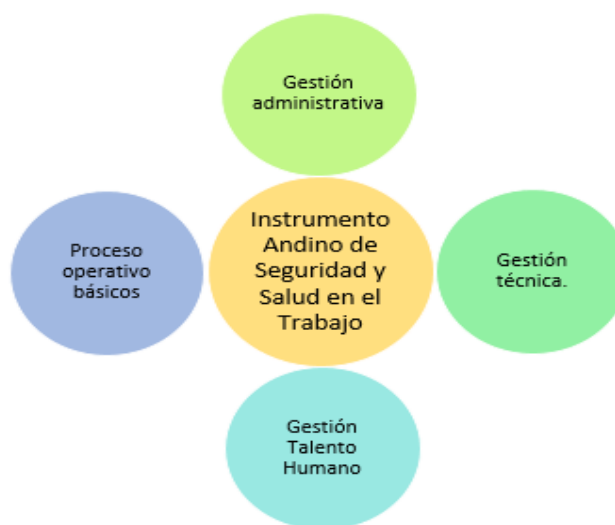 Gestión
administrativa
Proceso
operativo
básicos
Instrumento
Andino de
Seguridad y
Salud en el
Trabajo
Gestión
técnica.
Gestión
Talento
Humano